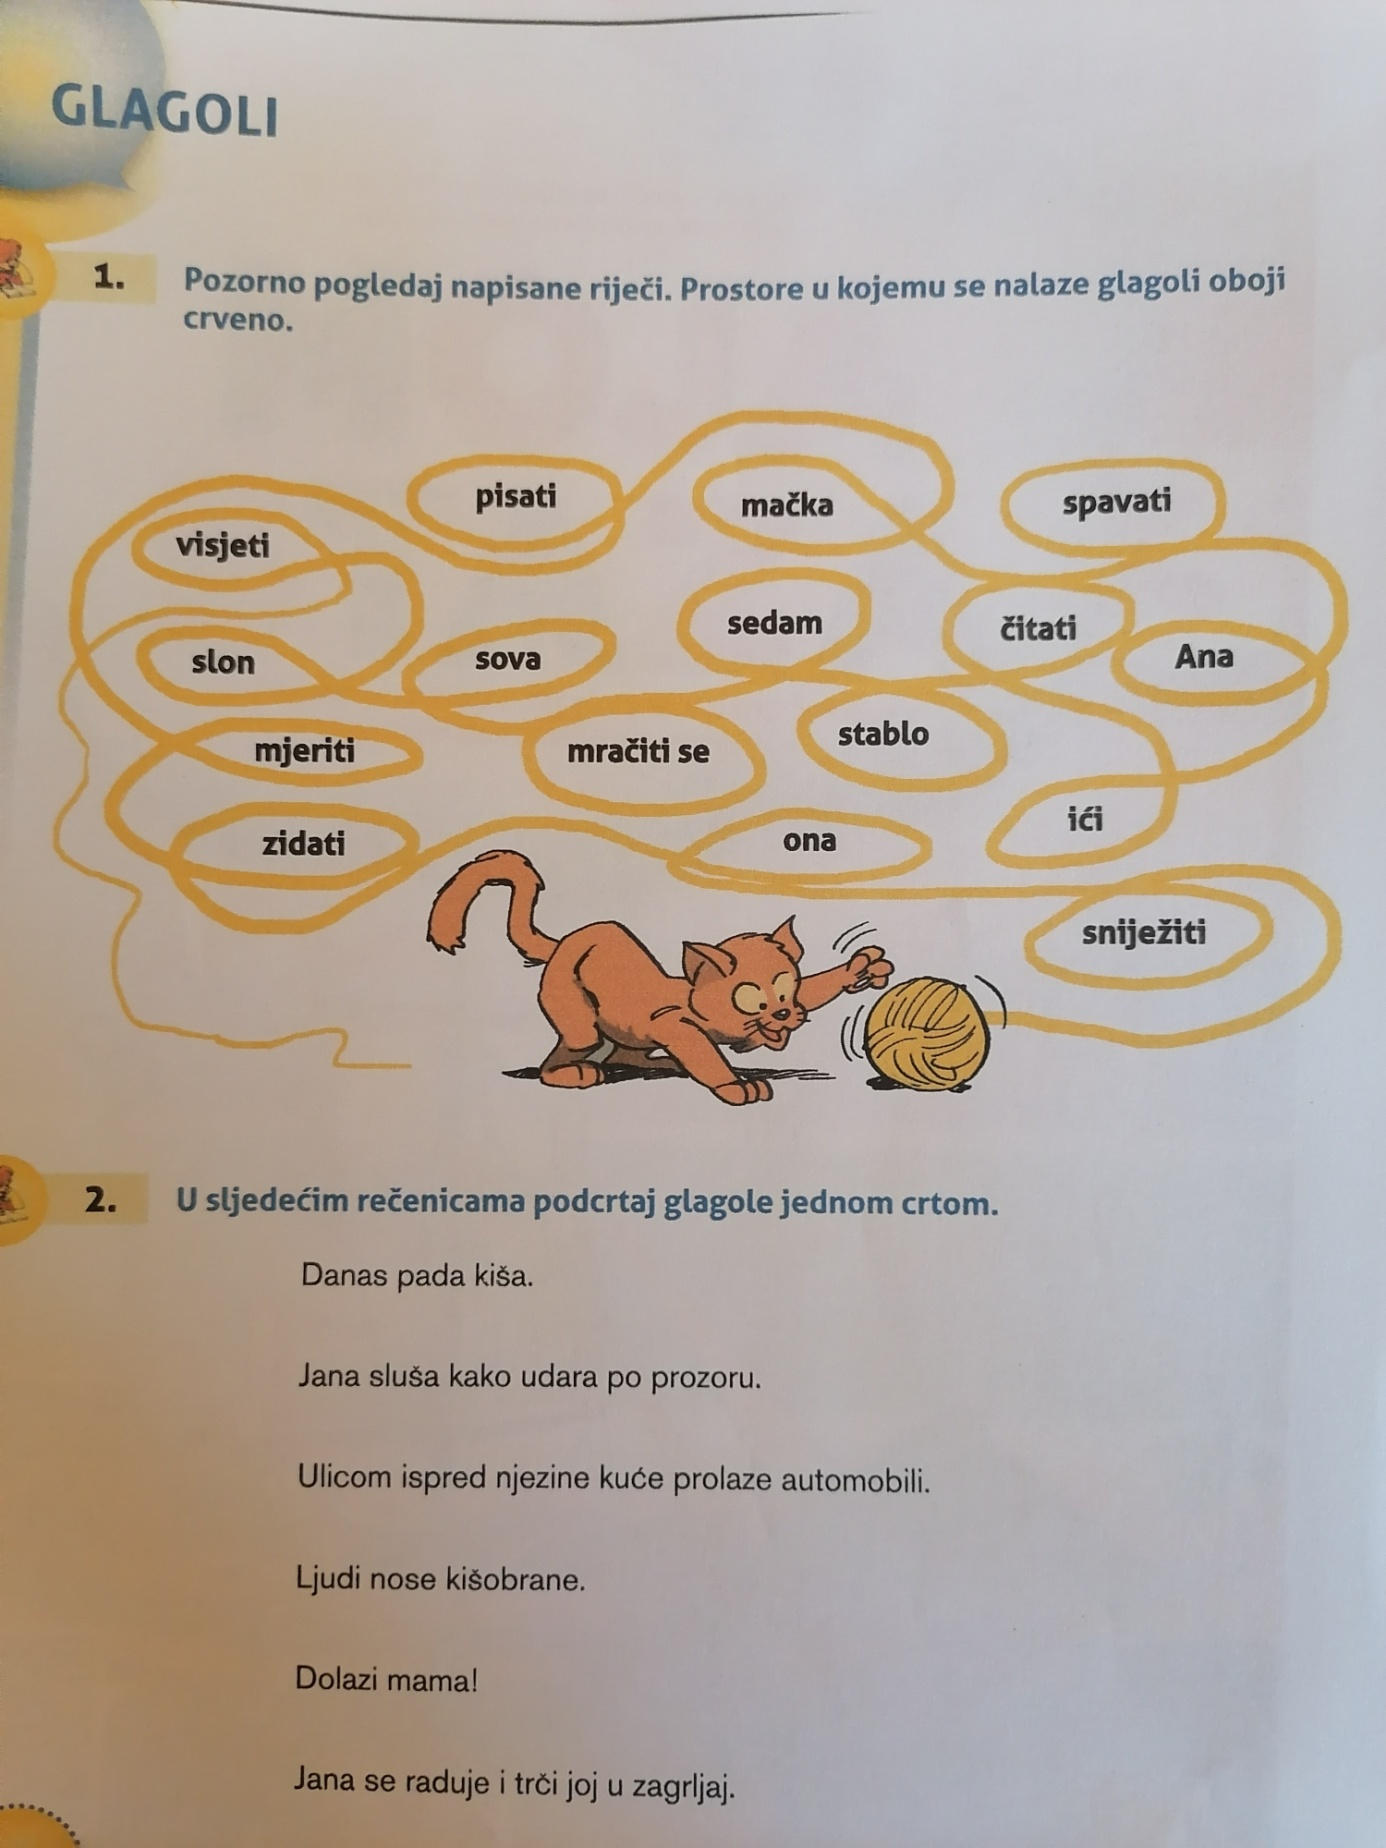 GLAGOLI
1. Pozorno pogledaj napisane riječi. Prostore u kojemu se nalaze glagoli oboji
crveno.
pisati
mačka
spavati
visjeti
sedam
čitati
Ana
slon
sova
mjeriti
mračiti se
stablo
ići
zidati
ona
sniježiti
2. U sljedećim rečenicama podcrtaj glagole jednom crtom.
Danas pada kiša.
Jana sluša kako udara po prozoru.
Ulicom ispred njezine kuće prolaze automobili.
Ljudi nose kišobrane.
Dolazi mama!
Jana se raduje i trči joj u zagrljaj.